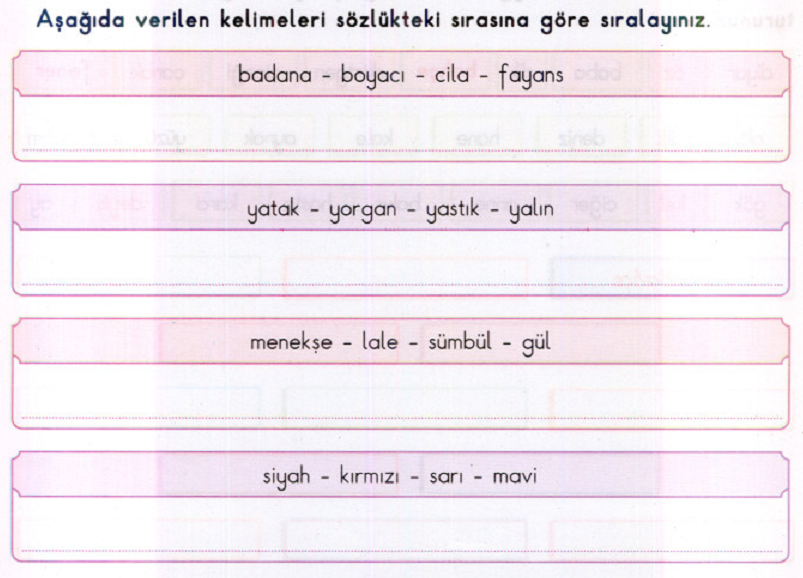 Aşağıda verilen kelimeleri sözlükteki sırasına göre sıralayınız.
badana - boyacı - cila - fayans
yatak - yorgan - yastık - yalın
menekşe - lale - sümbül - gül
siyah - kırmızı - sarı - mavi